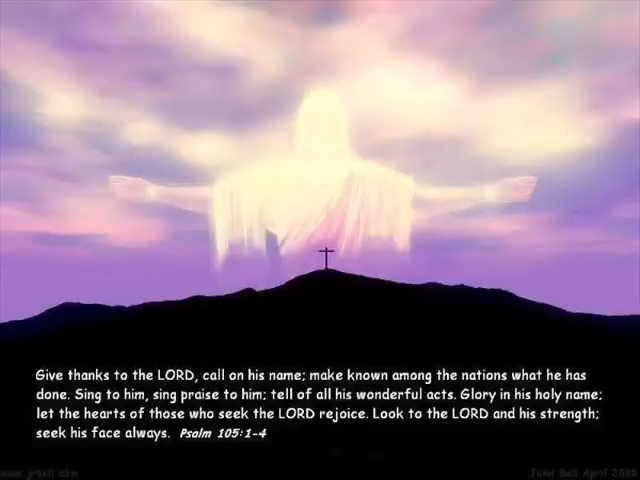 Give thanks to the LORD, call on his name; make known among the nations what he has
done. Sing to him, sing praise to him; tell of all his wonderful acts. Glory in his holy name;
let the hearts of those who seek the LORD rejoice. Look to the LORD and his strength;
seek his face always. Psalm 105:1-4